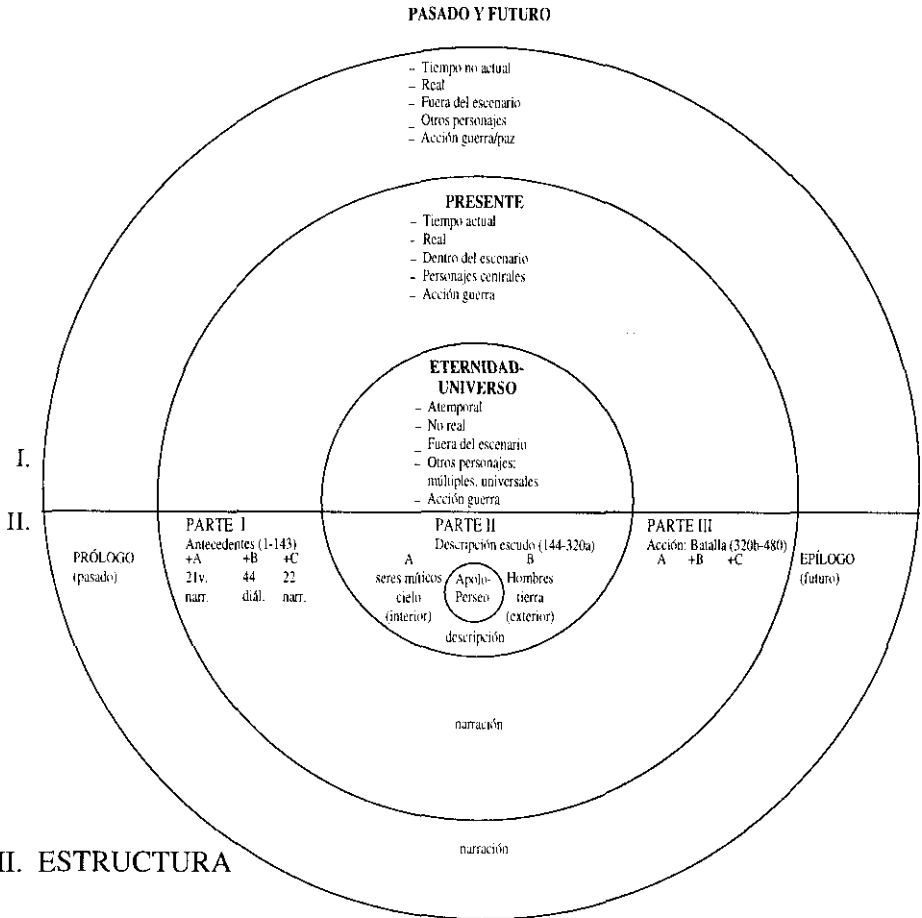 PASADO Y FUTURO
– Tiempo no actual
– Real
– Fuera del escenario
– Otros personajes
– Acción guerra/paz
PRESENTE
– Tiempo actual
- Real
– Dentro del escenario
– Personajes centrales
– Acción guerra
ETERNIDAD-
UNIVERSO
– Atemporal
– No real
– Fuera del escenario
– Otros personajes:
múltiples, universales
– Acción guerra
I.
II.
PRÓLOGO
(pasado)
PARTE I
Antecedentes (1-143)
+A +B +C
21v. 44 22
narr. diál. narr.
PARTE II
Descripción escudo (144-320a)
A B
seres míticos
cielo
(interior)
Apolo-
Perseo
Hombres
tierra
(exterior)
descripción
PARTE III
Acción: Batalla (320b-480)
A +B +C
EPÍLOGO
(futuro)
narración
narración
II. ESTRUCTURA